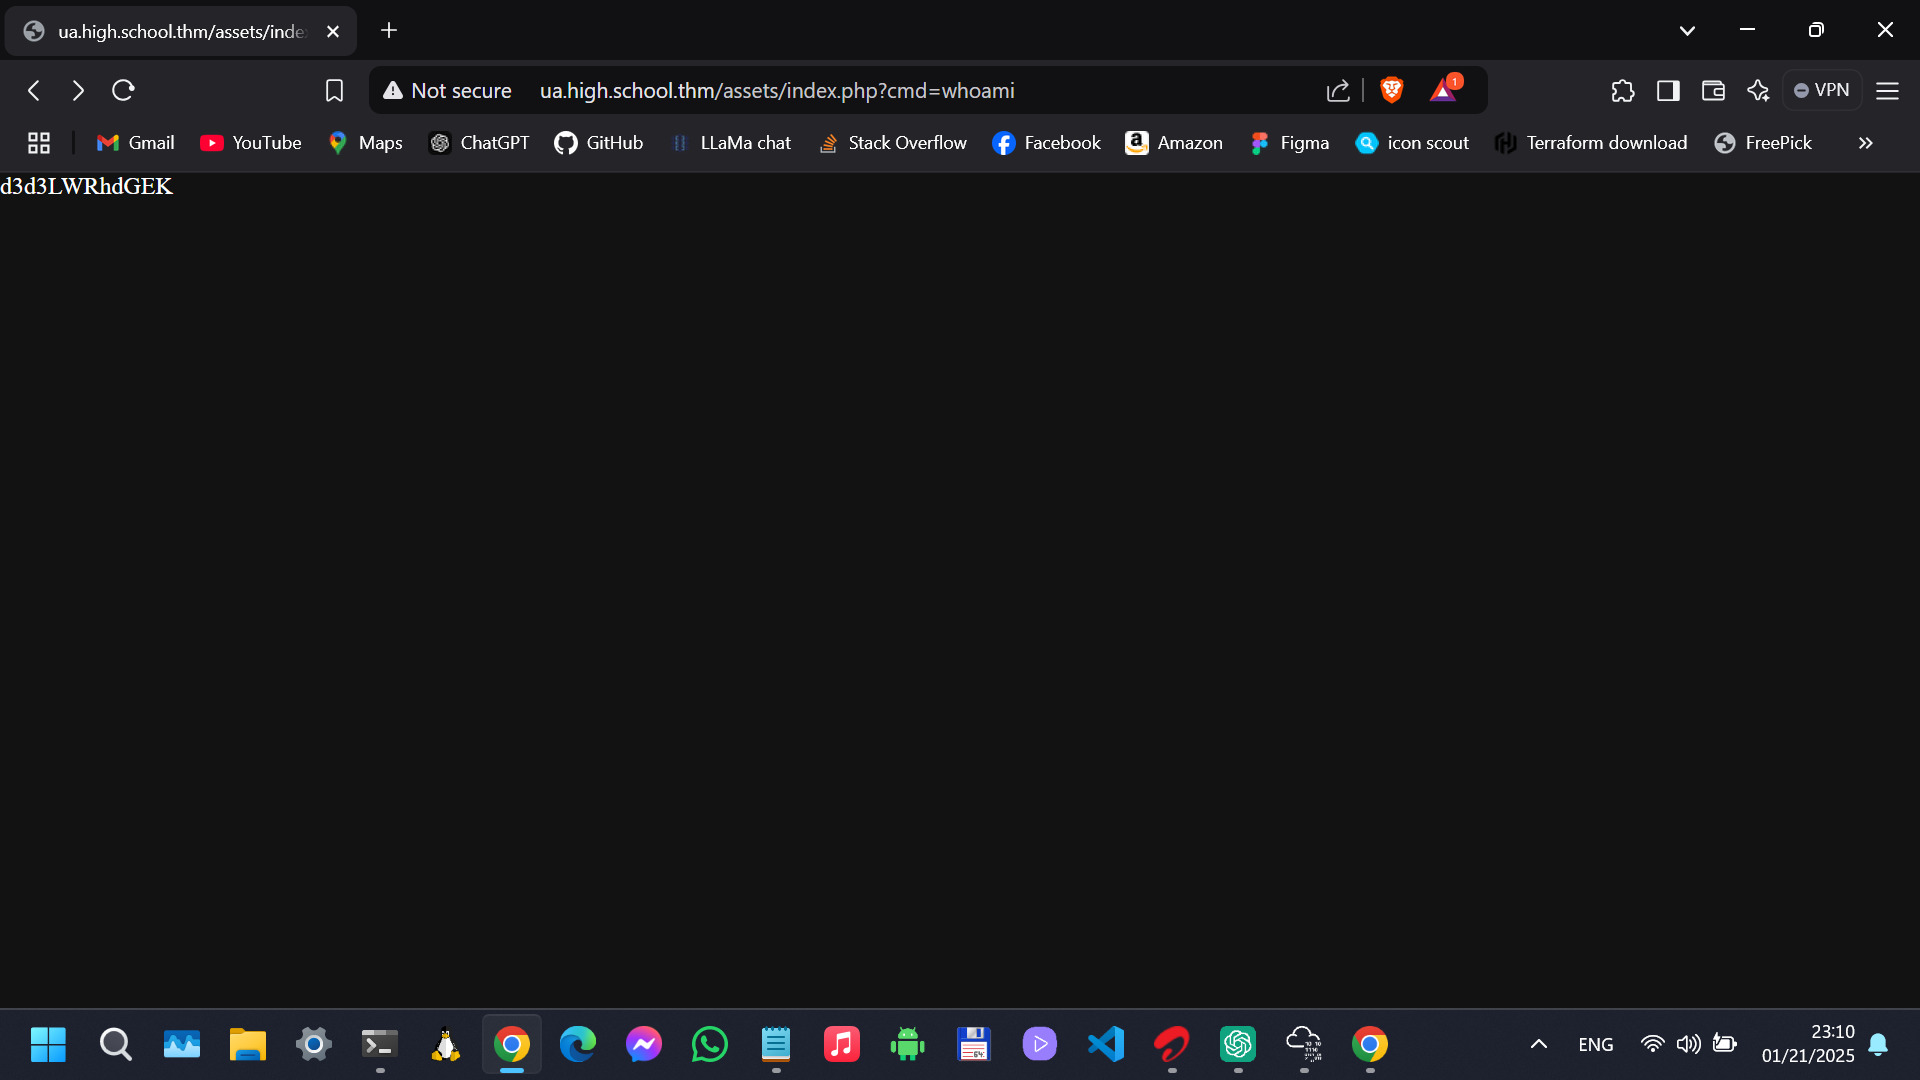 ua.high.school.thm/assets/inde
Not secure ua.high.school.thm/assets/index.php?cmd=whoami 1 VPN
Gmail YouTube Maps ChatGPT GitHub LLaMa chat Stack Overflow Facebook Amazon Figma icon scout Terraform download FreePick
d3d3LWRhdGEK
ENG 23:10
01/21/2025